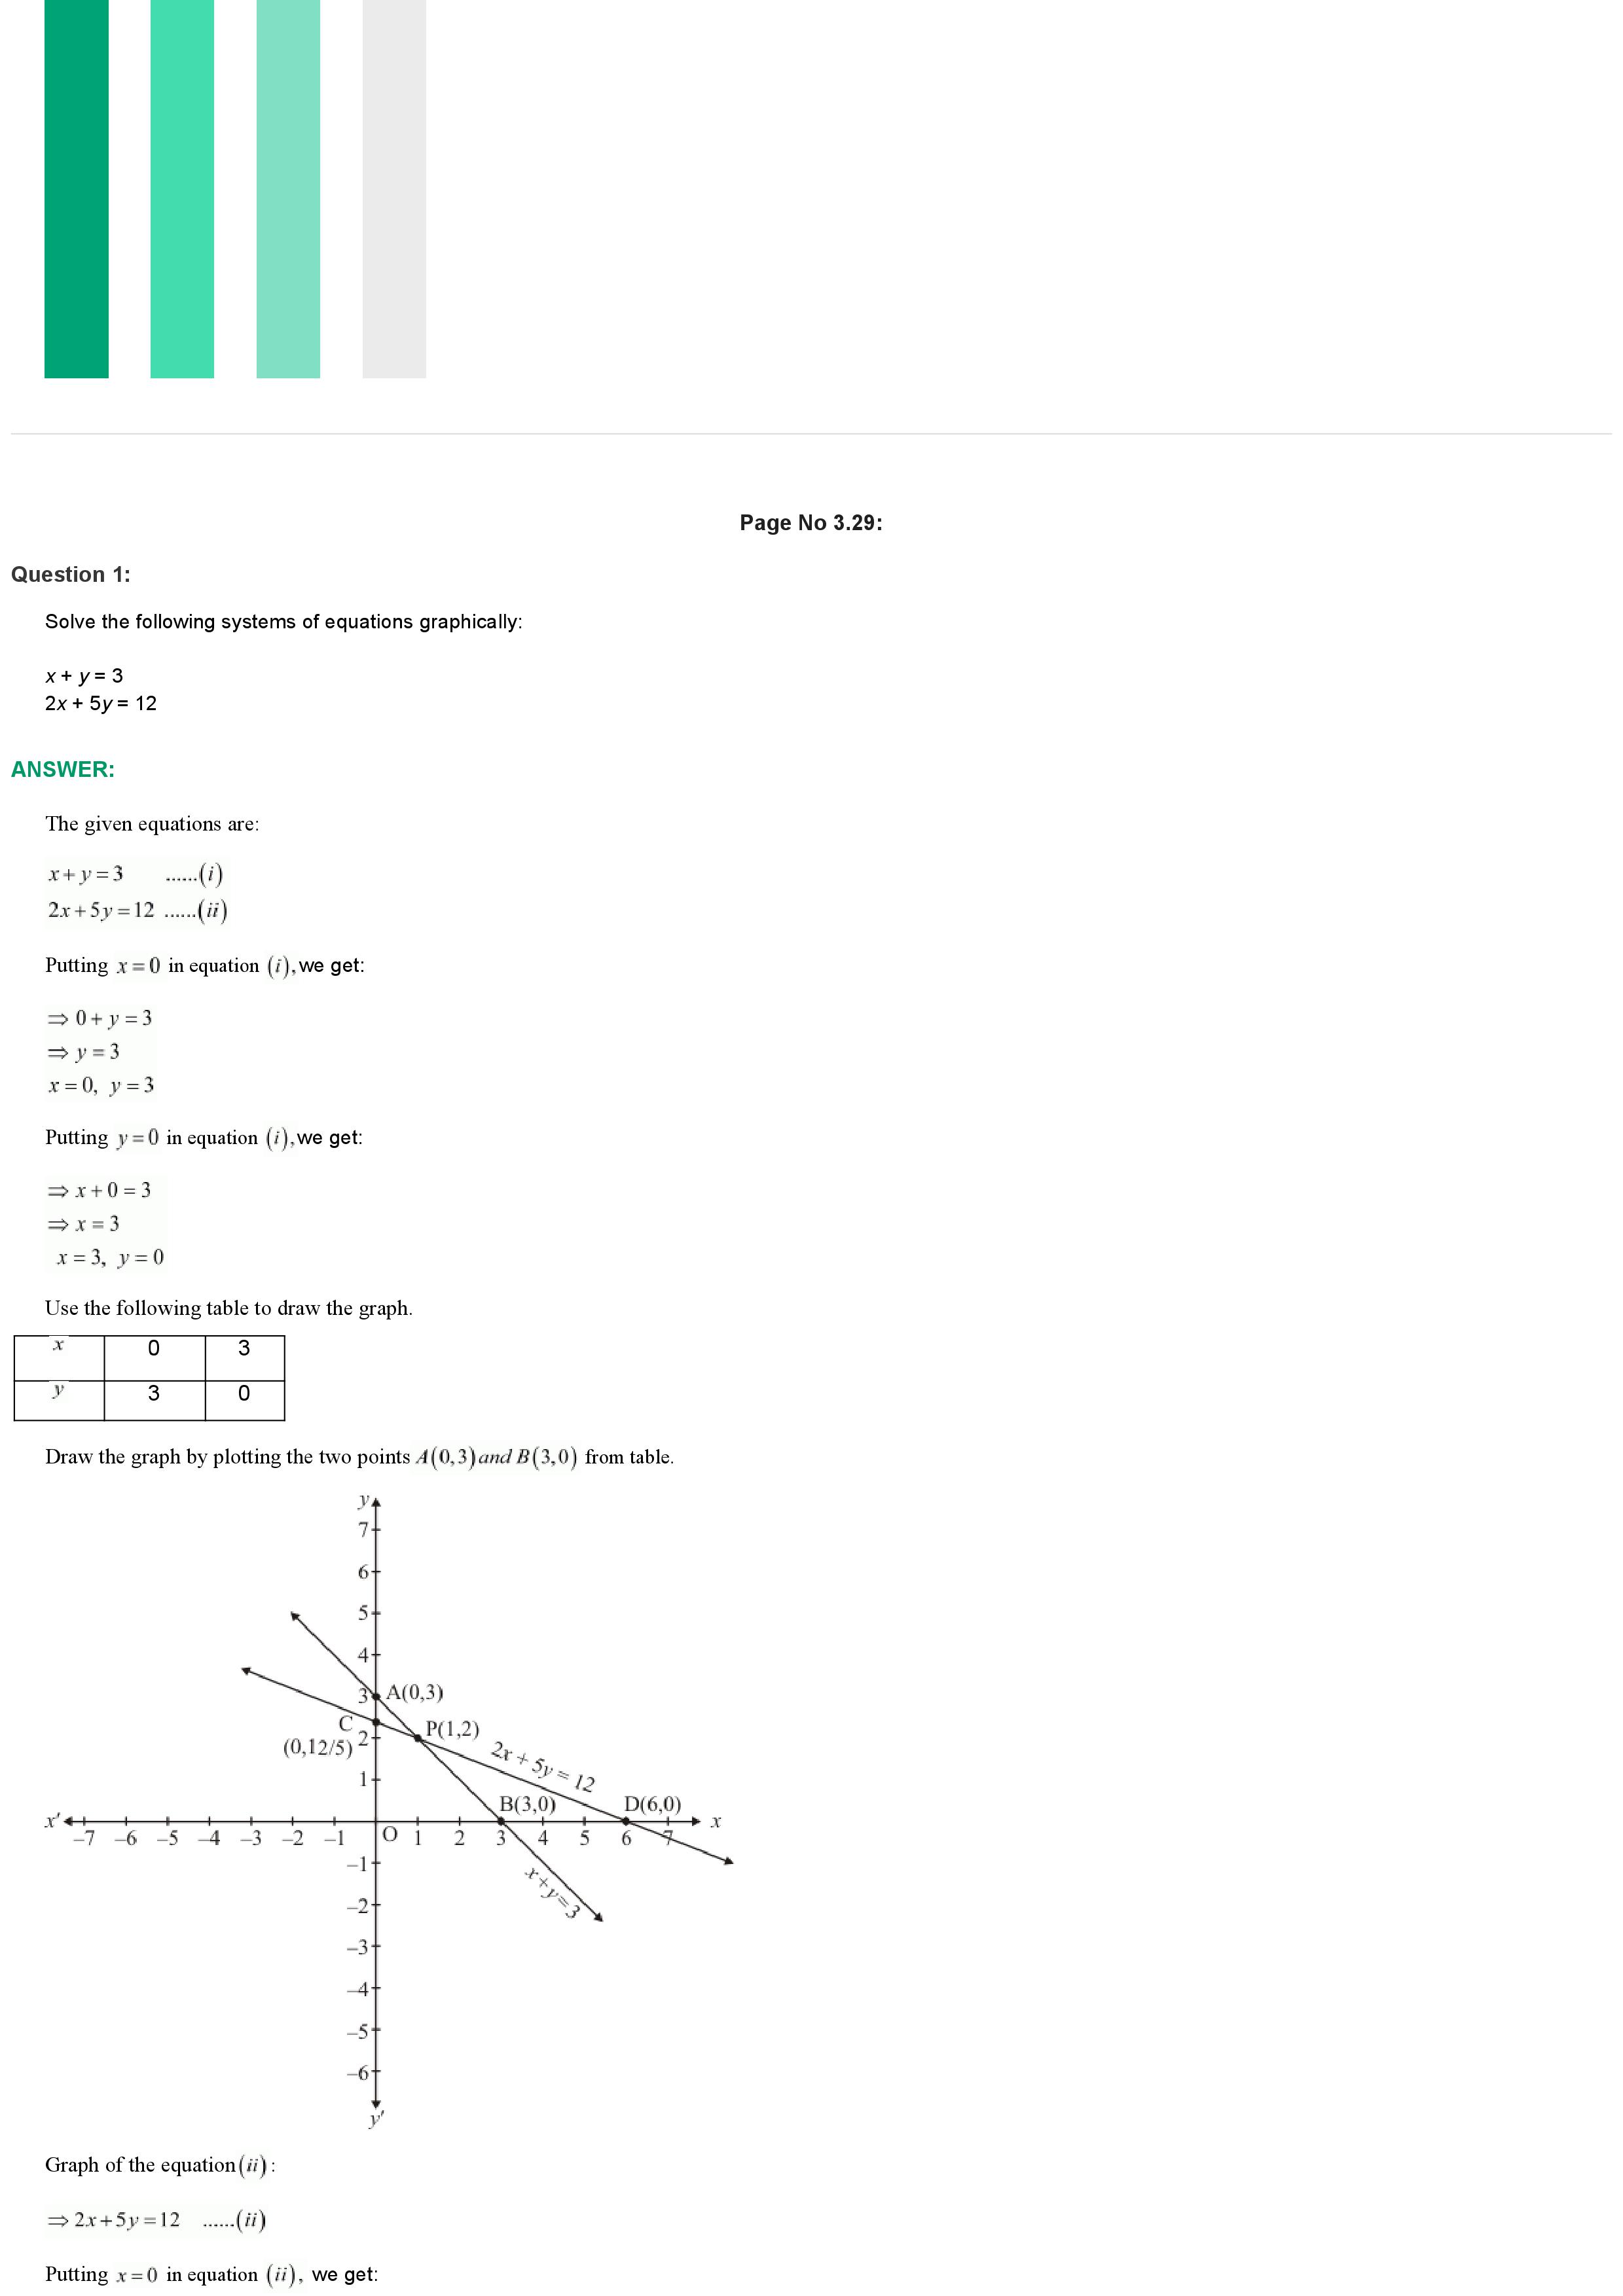 Page No 3.29:
Question 1:
Solve the following systems of equations graphically:
x + y = 3
2x + 5y = 12
ANSWER:
The given equations are:
x + y = 3 ......(i)
2x + 5y = 12 ......(ii)
Putting x = 0 in equation (i), we get:
⇒ 0 + y = 3
⇒ y = 3
x = 0, y = 3
Putting y = 0 in equation (i), we get:
⇒ x + 0 = 3
⇒ x = 3
x = 3, y = 0
Use the following table to draw the graph.
x 0 3
y 3 0
Draw the graph by plotting the two points A(0,3) and B(3,0) from table.
y
7
6
5
4
3 A(0,3)
C P(1,2)
(0,12/5) 2
2x + 5y = 12
1
B(3,0) D(6,0)
x′ x
–7 –6 –5 –4 –3 –2 –1 O 1 2 3 4 5 6 7
–1
x+y=3
–2
–3
–4
–5
–6
y′
Graph of the equation (ii) :
⇒ 2x + 5y = 12 ......(ii)
Putting x = 0 in equation (ii), we get: